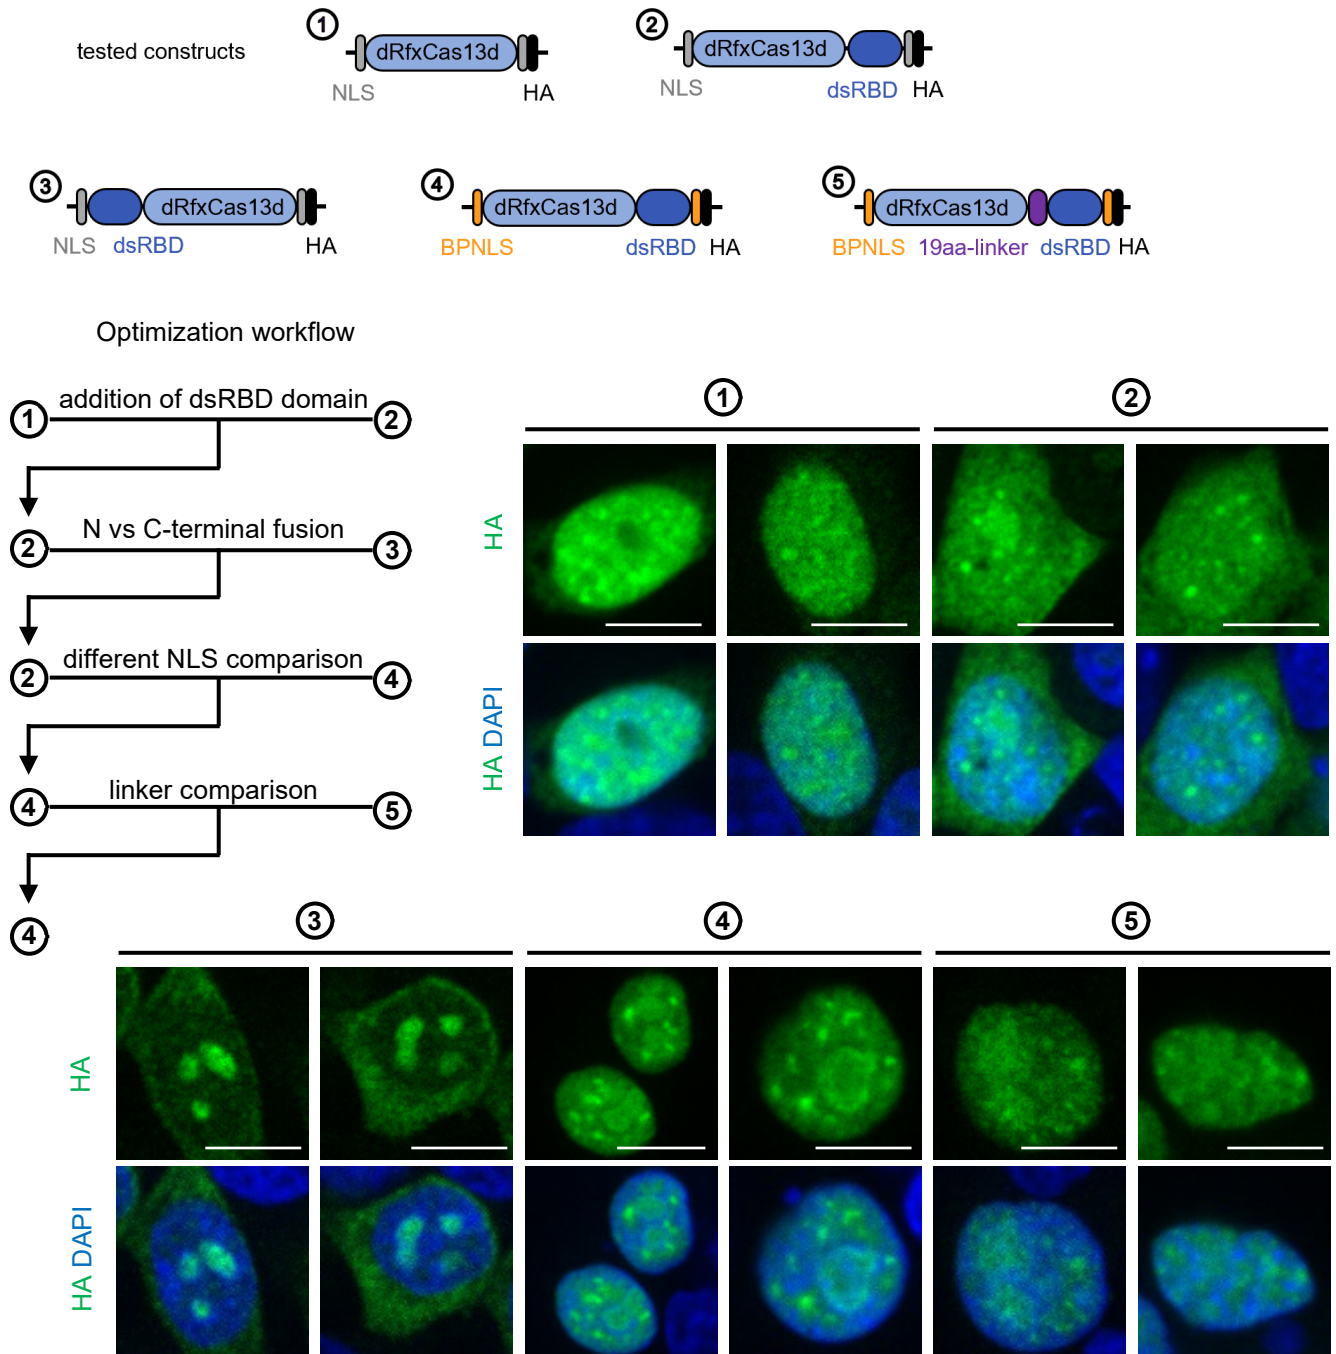 tested constructs
1
dRfxCas13d
NLS
HA
2
dRfxCas13d
NLS
dsRBD
HA
3
dRfxCas13d
NLS
dsRBD
HA
4
dRfxCas13d
BPNLS
dsRBD
HA
5
dRfxCas13d
BPNLS
19aa-linker
dsRBD
HA
Optimization workflow
1
addition of dsRBD domain
2
2
N vs C-terminal fusion
3
2
different NLS comparison
4
4
linker comparison
5
4
1
2
HA
HA DAPI
3
4
5
HA
HA DAPI